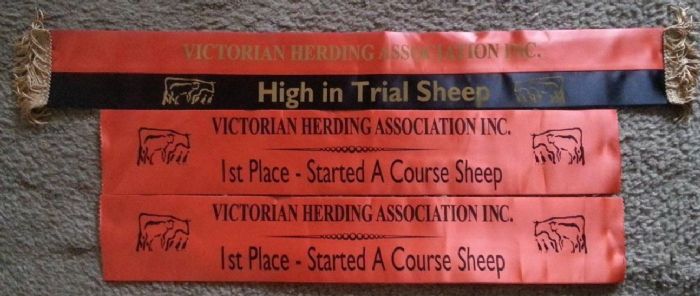 VICTORIAN HERDING ASSOCIATION INC.
High in Trial Sheep
VICTORIAN HERDING ASSOCIATION INC.
1st Place - Started A Course Sheep
VICTORIAN HERDING ASSOCIATION INC.
1st Place - Started A Course Sheep